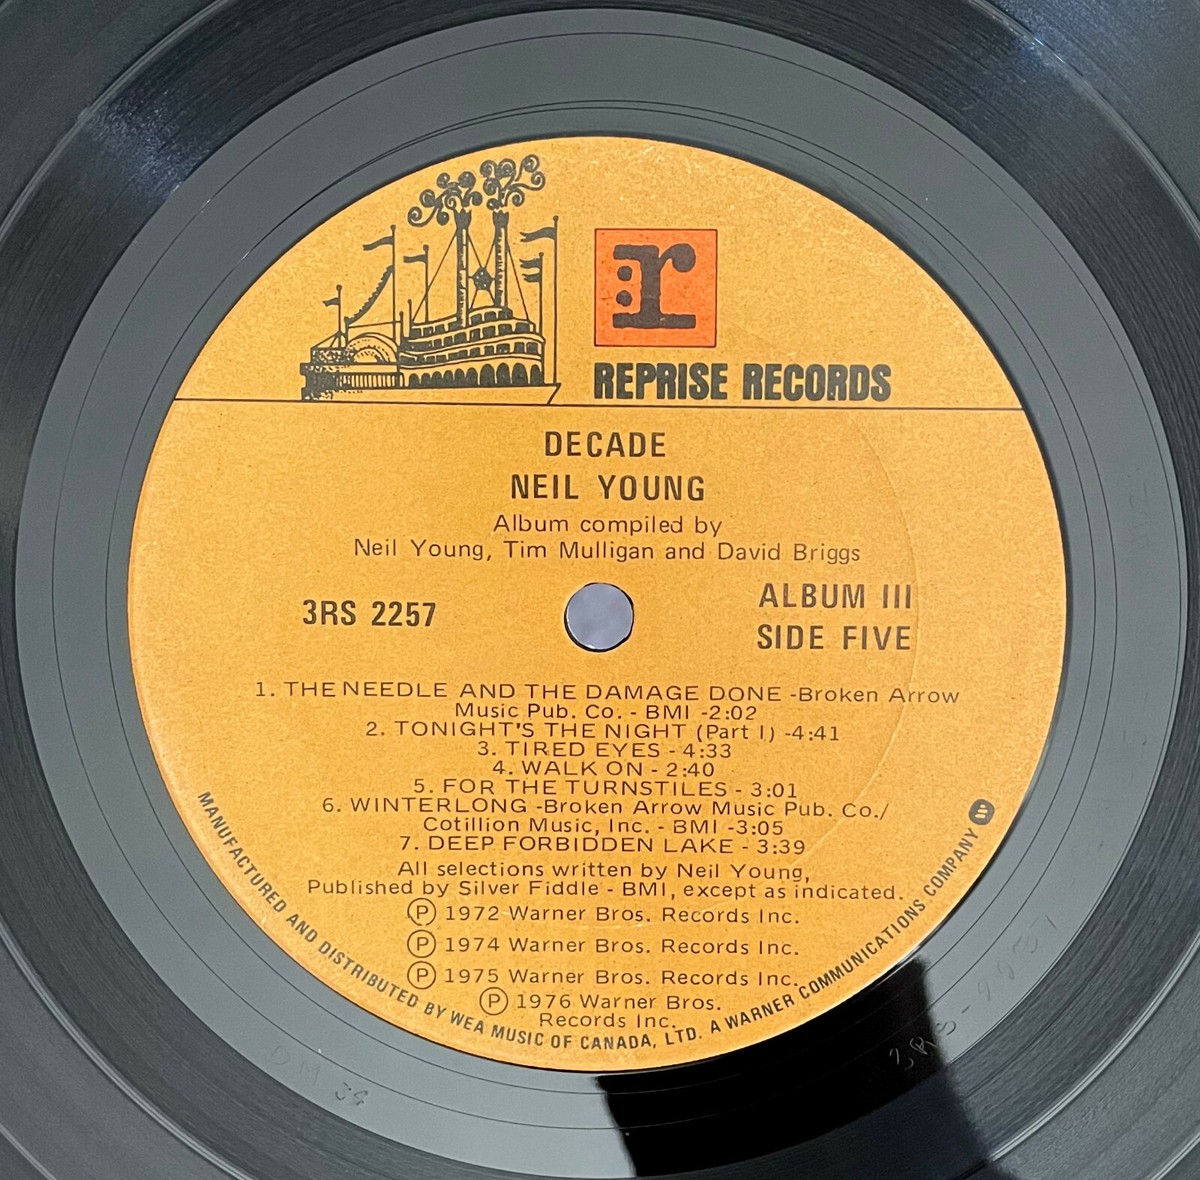 :r
REPRISE RECORDS
DECADE
NEIL YOUNG
Album compiled by
Neil Young, Tim Mulligan and David Briggs
3RS 2257
ALBUM III
SIDE FIVE
1. THE NEEDLE AND THE DAMAGE DONE -Broken Arrow
Music Pub. Co. - BMI -2:02
2. TONIGHT'S THE NIGHT (Part I) -4:41
3. TIRED EYES - 4:33
4. WALK ON - 2:40
5. FOR THE TURNSTILES - 3:01
6. WINTERLONG -Broken Arrow Music Pub. Co./
Cotillion Music, Inc. - BMI -3:05
7. DEEP FORBIDDEN LAKE - 3:39
All selections written by Neil Young,
Published by Silver Fiddle - BMI, except as indicated.
Ⓟ 1972 Warner Bros. Records Inc.
Ⓟ 1974 Warner Bros. Records Inc.
Ⓟ 1975 Warner Bros. Records Inc.
Ⓟ 1976 Warner Bros.
Records Inc.
MANUFACTURED AND DISTRIBUTED BY WEA MUSIC OF CANADA, LTD. A WARNER COMMUNICATIONS COMPANY